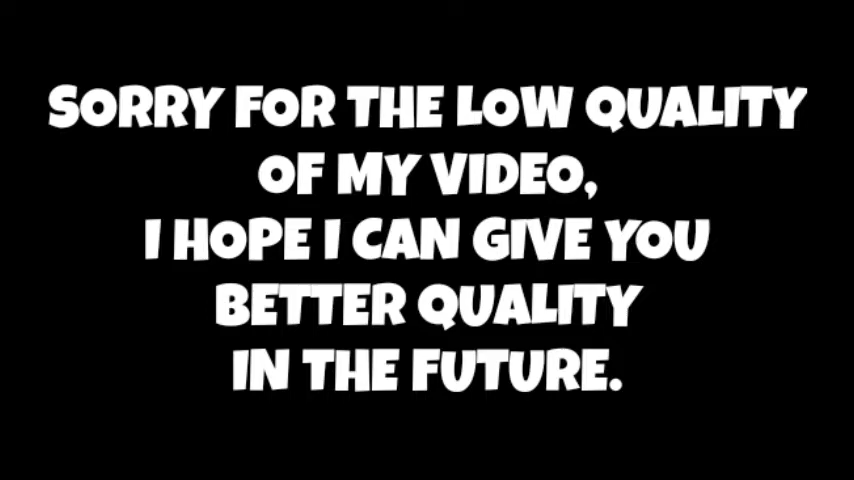 SORRY FOR THE LOW QUALITY
OF MY VIDEO,
I HOPE I CAN GIVE YOU
BETTER QUALITY
IN THE FUTURE.